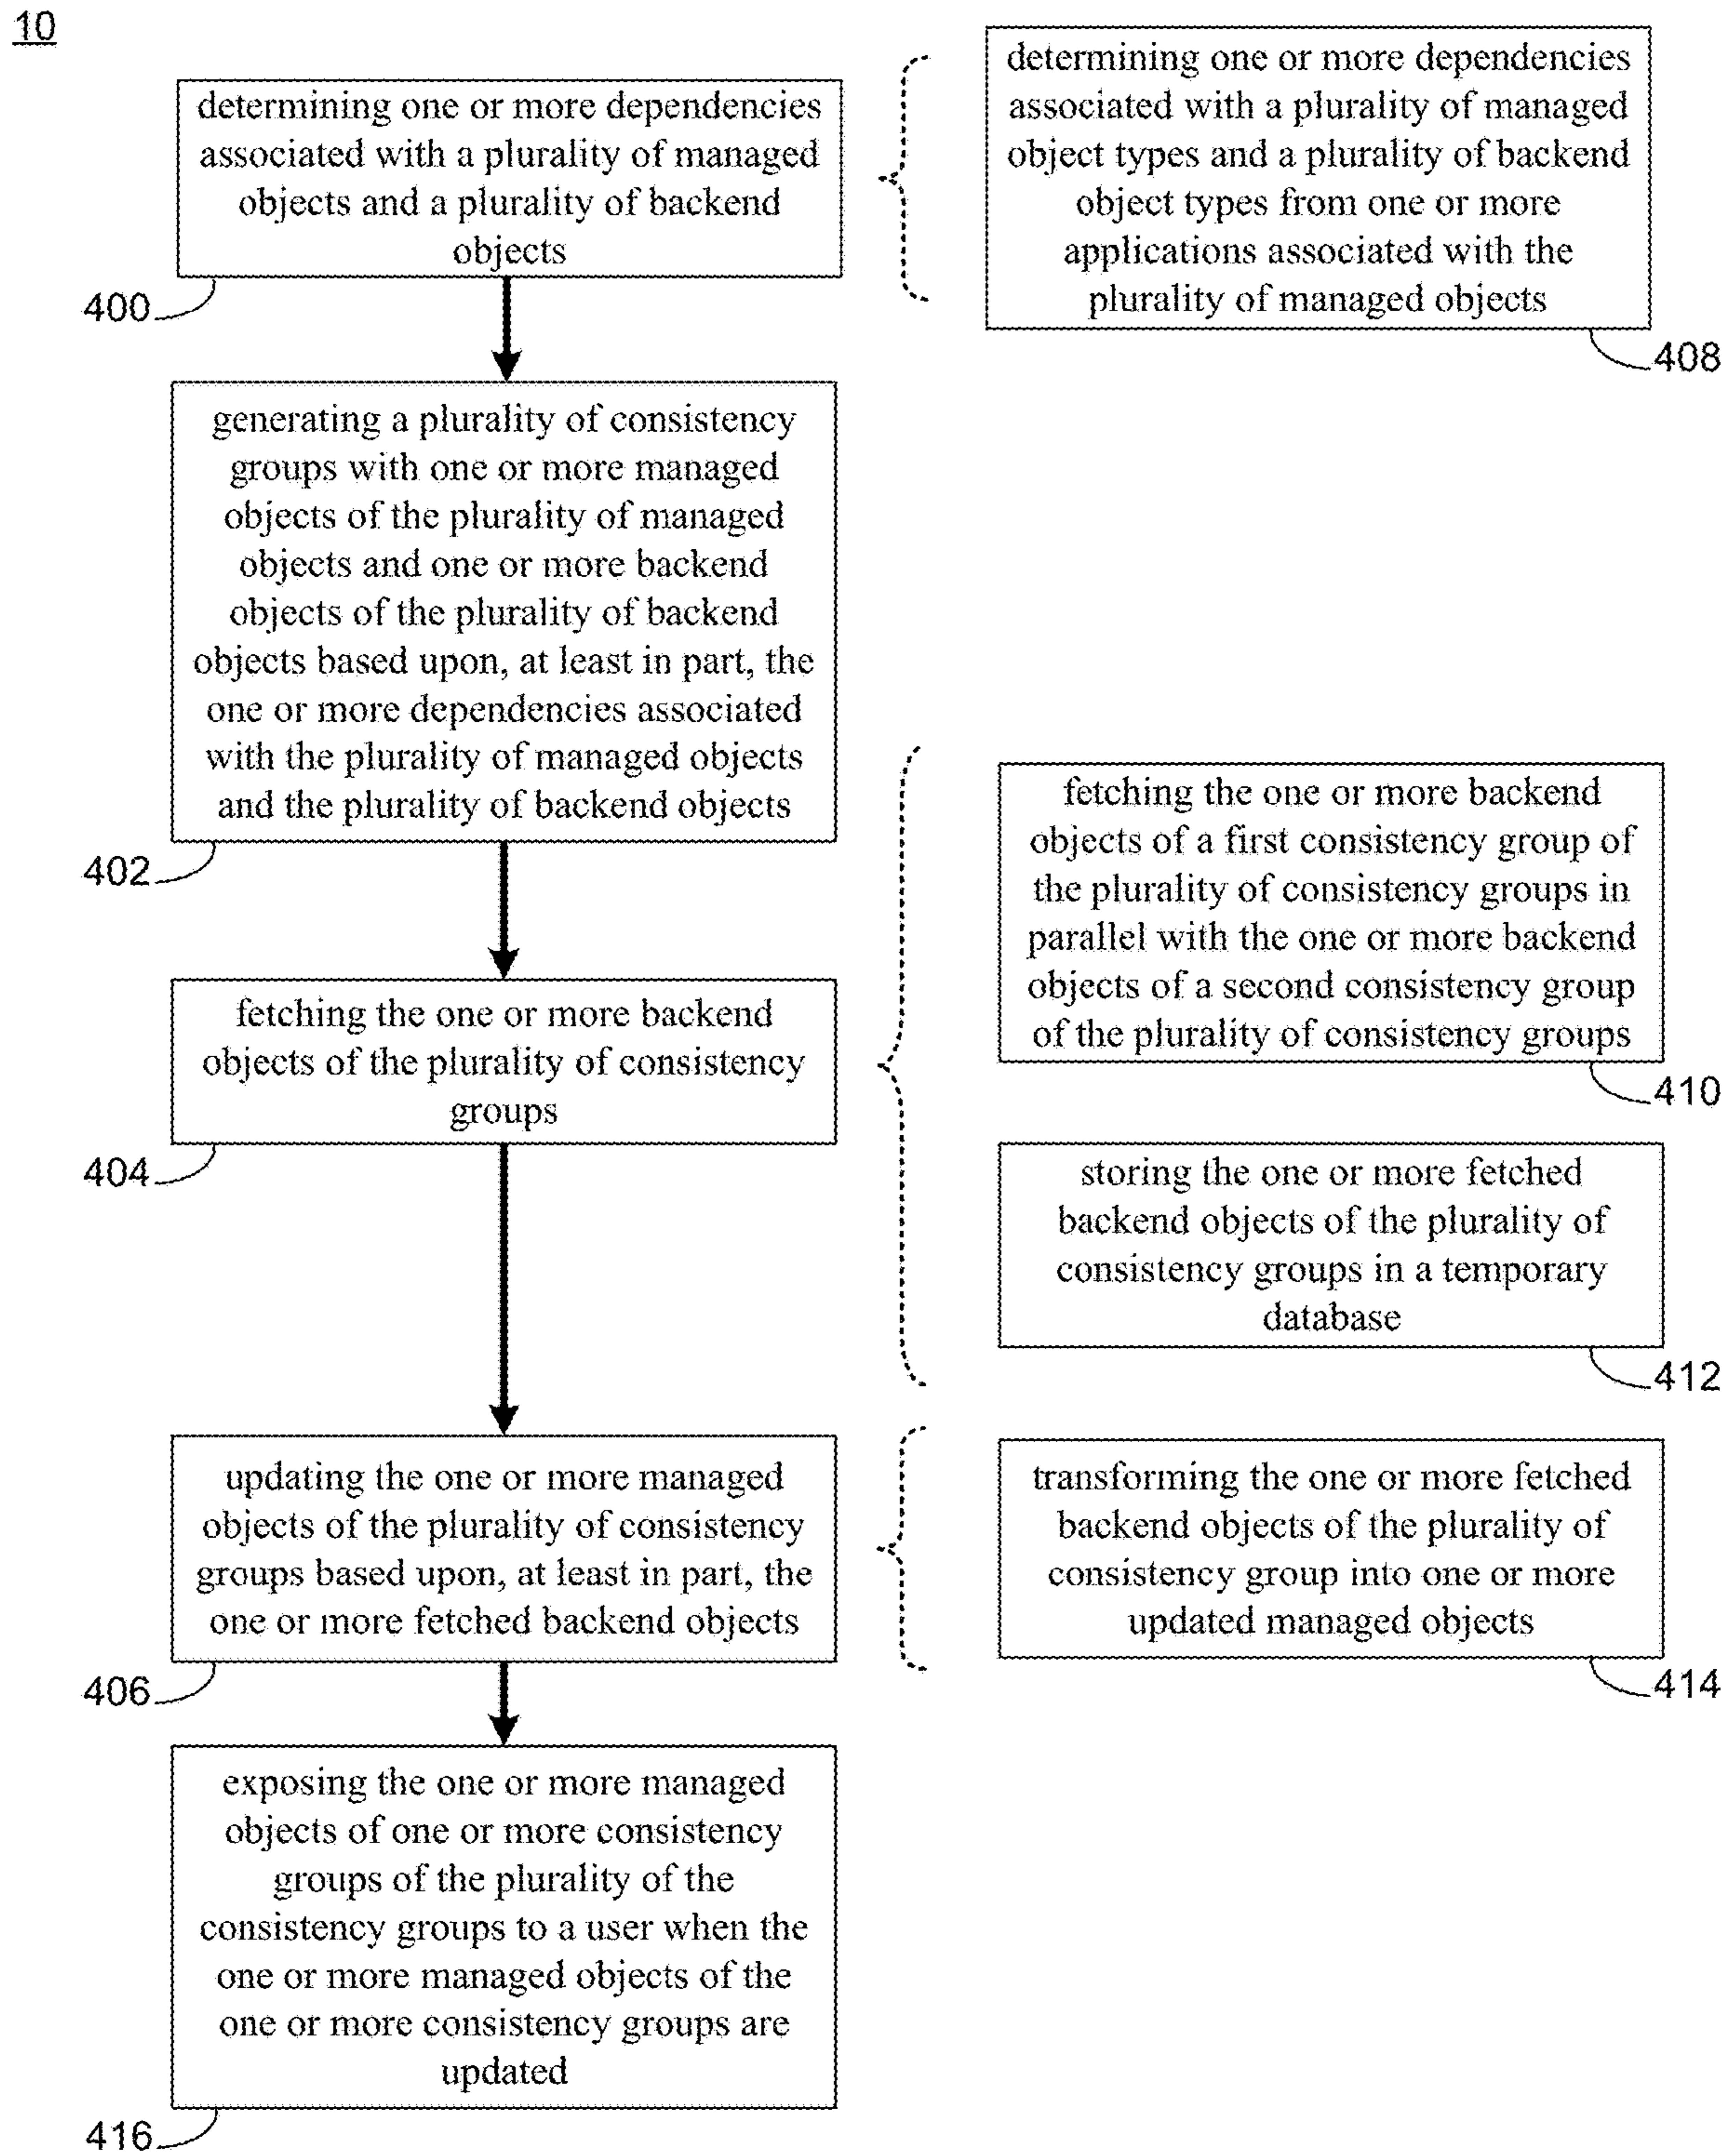 10
determining one or more dependencies
associated with a plurality of managed
objects and a plurality of backend
objects
400
determining one or more dependencies
associated with a plurality of managed
object types and a plurality of backend
object types from one or more
applications associated with the
plurality of managed objects
408
generating a plurality of consistency
groups with one or more managed
objects of the plurality of managed
objects and one or more backend
objects of the plurality of backend
objects based upon, at least in part, the
one or more dependencies associated
with the plurality of managed objects
and the plurality of backend objects
402
fetching the one or more backend
objects of the plurality of consistency
groups
404
fetching the one or more backend
objects of a first consistency group of
the plurality of consistency groups in
parallel with the one or more backend
objects of a second consistency group
of the plurality of consistency groups
410
storing the one or more fetched
backend objects of the plurality of
consistency groups in a temporary
database
412
updating the one or more managed
objects of the plurality of consistency
groups based upon, at least in part, the
one or more fetched backend objects
406
transforming the one or more fetched
backend objects of the plurality of
consistency group into one or more
updated managed objects
414
exposing the one or more managed
objects of one or more consistency
groups of the plurality of the
consistency groups to a user when the
one or more managed objects of the
one or more consistency groups are
updated
416